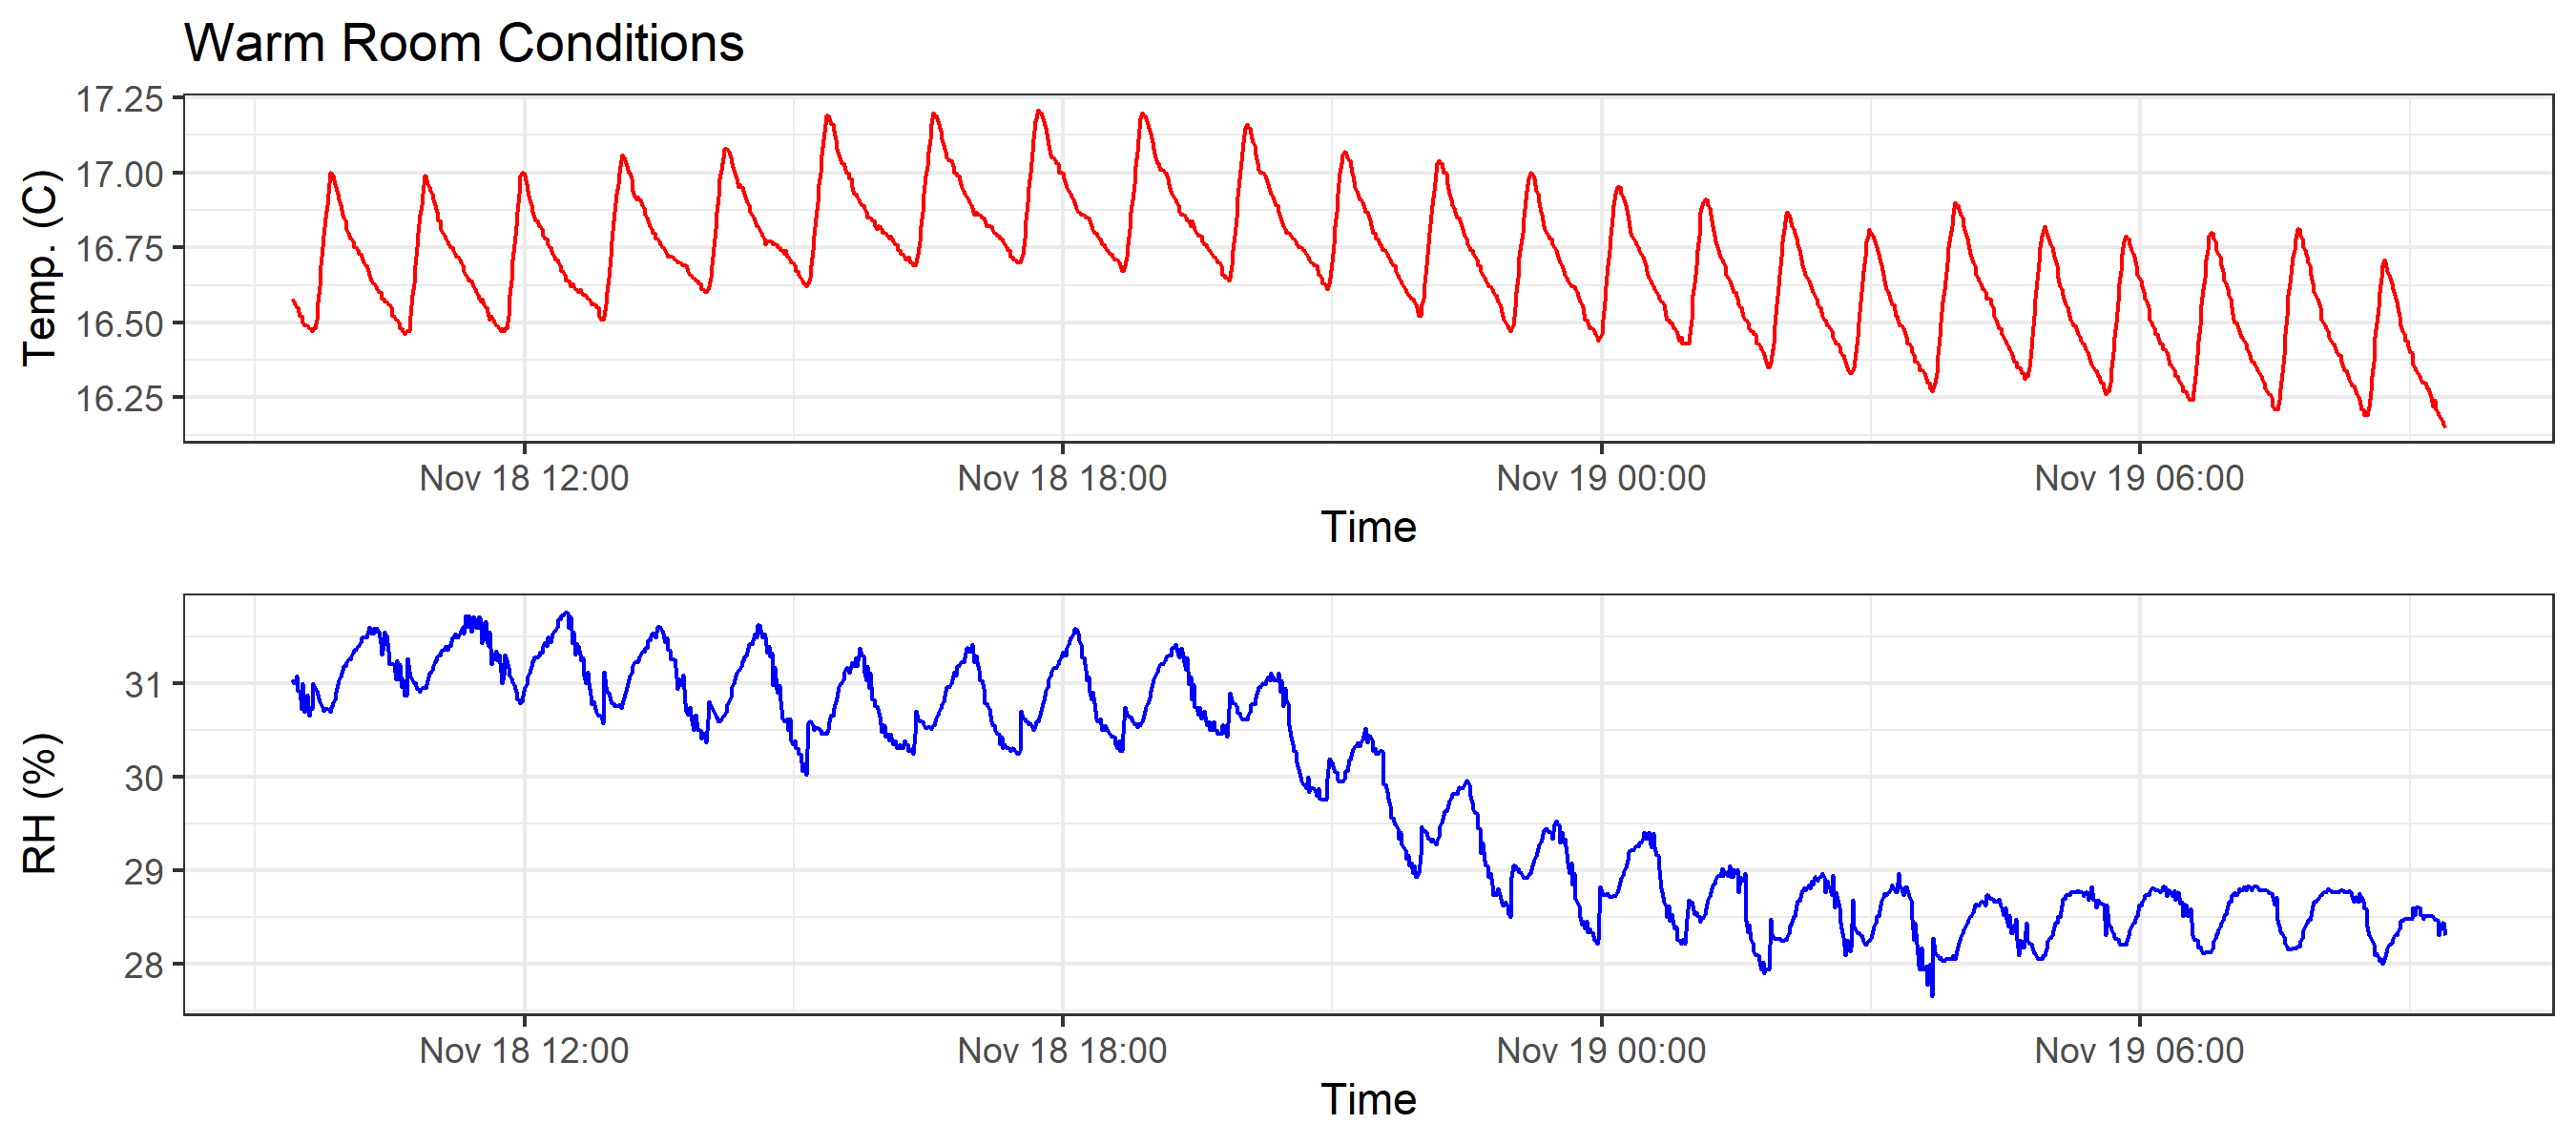 Warm Room Conditions
17.25
17.00
16.75
16.50
16.25
Temp. (C)
Nov 18 12:00 Nov 18 18:00 Nov 19 00:00 Nov 19 06:00
Time
31
30
29
28
RH (%)
Nov 18 12:00 Nov 18 18:00 Nov 19 00:00 Nov 19 06:00
Time